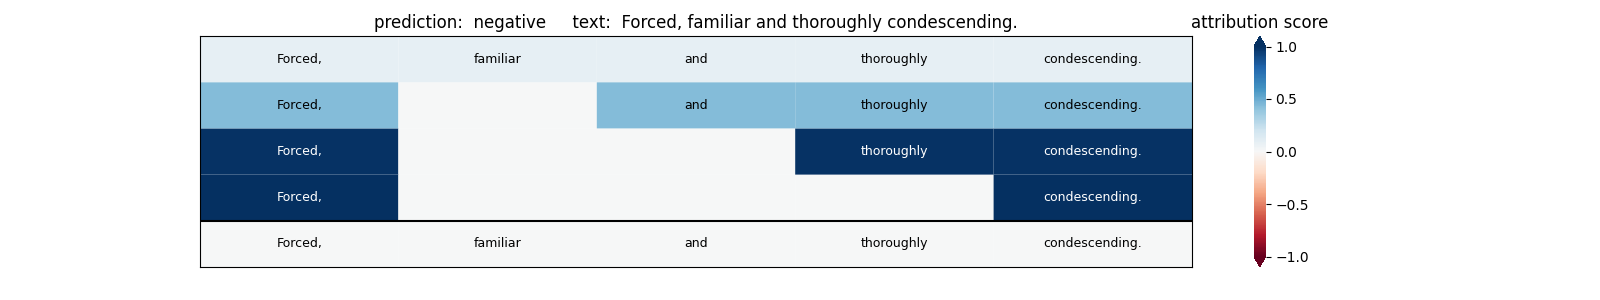 prediction:  negative     text:  Forced, familiar and thoroughly condescending.
attribution score
Forced, familiar and thoroughly condescending.
Forced, and thoroughly condescending.
Forced, thoroughly condescending.
Forced, condescending.
Forced, familiar and thoroughly condescending.
1.0
0.5
0.0
−0.5
−1.0